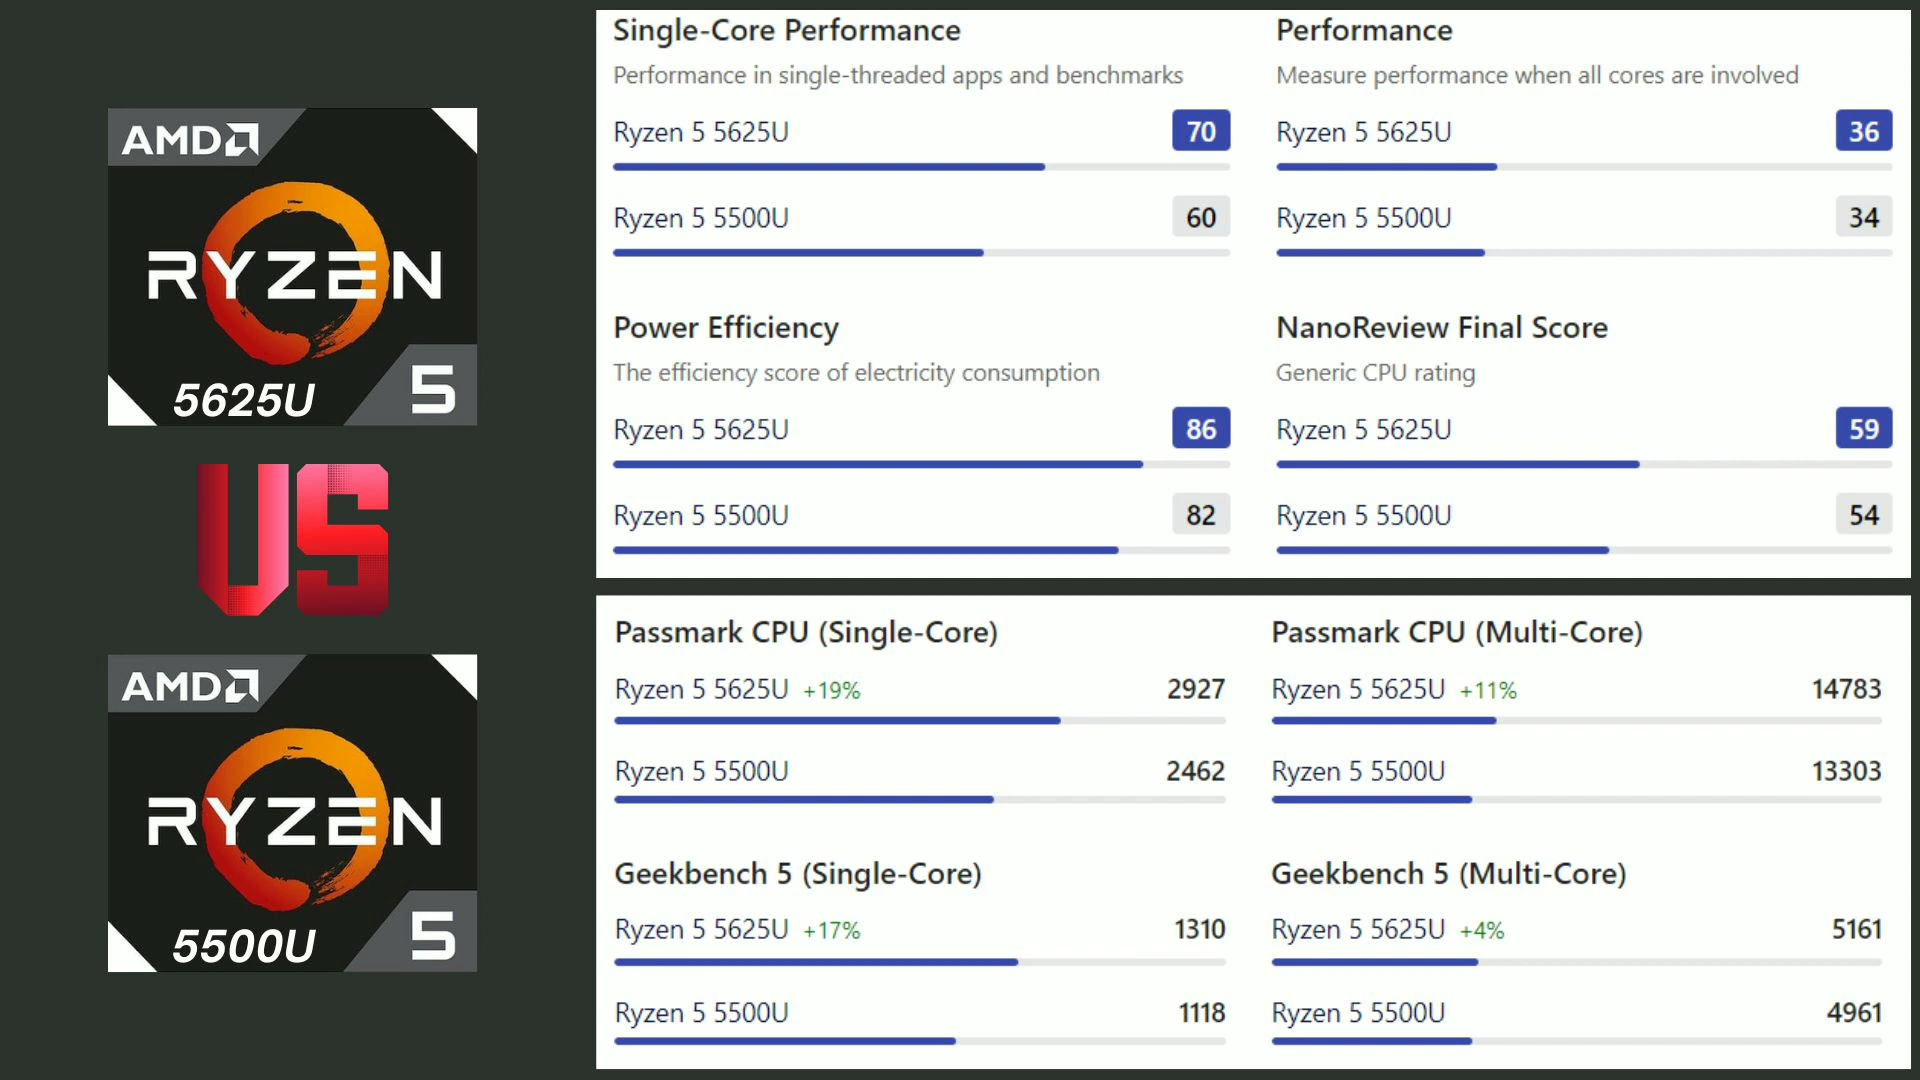 AMD
RYZEN
5625U
5
VS
AMD
RYZEN
5500U
5
Single-Core Performance
Performance in single-threaded apps and benchmarks
Ryzen 5 5625U 70
Ryzen 5 5500U 60
Performance
Measure performance when all cores are involved
Ryzen 5 5625U 36
Ryzen 5 5500U 34
Power Efficiency
The efficiency score of electricity consumption
Ryzen 5 5625U 86
Ryzen 5 5500U 82
NanoReview Final Score
Generic CPU rating
Ryzen 5 5625U 59
Ryzen 5 5500U 54
Passmark CPU (Single-Core)
Ryzen 5 5625U +19% 2927
Ryzen 5 5500U 2462
Passmark CPU (Multi-Core)
Ryzen 5 5625U +11% 14783
Ryzen 5 5500U 13303
Geekbench 5 (Single-Core)
Ryzen 5 5625U +17% 1310
Ryzen 5 5500U 1118
Geekbench 5 (Multi-Core)
Ryzen 5 5625U +4% 5161
Ryzen 5 5500U 4961